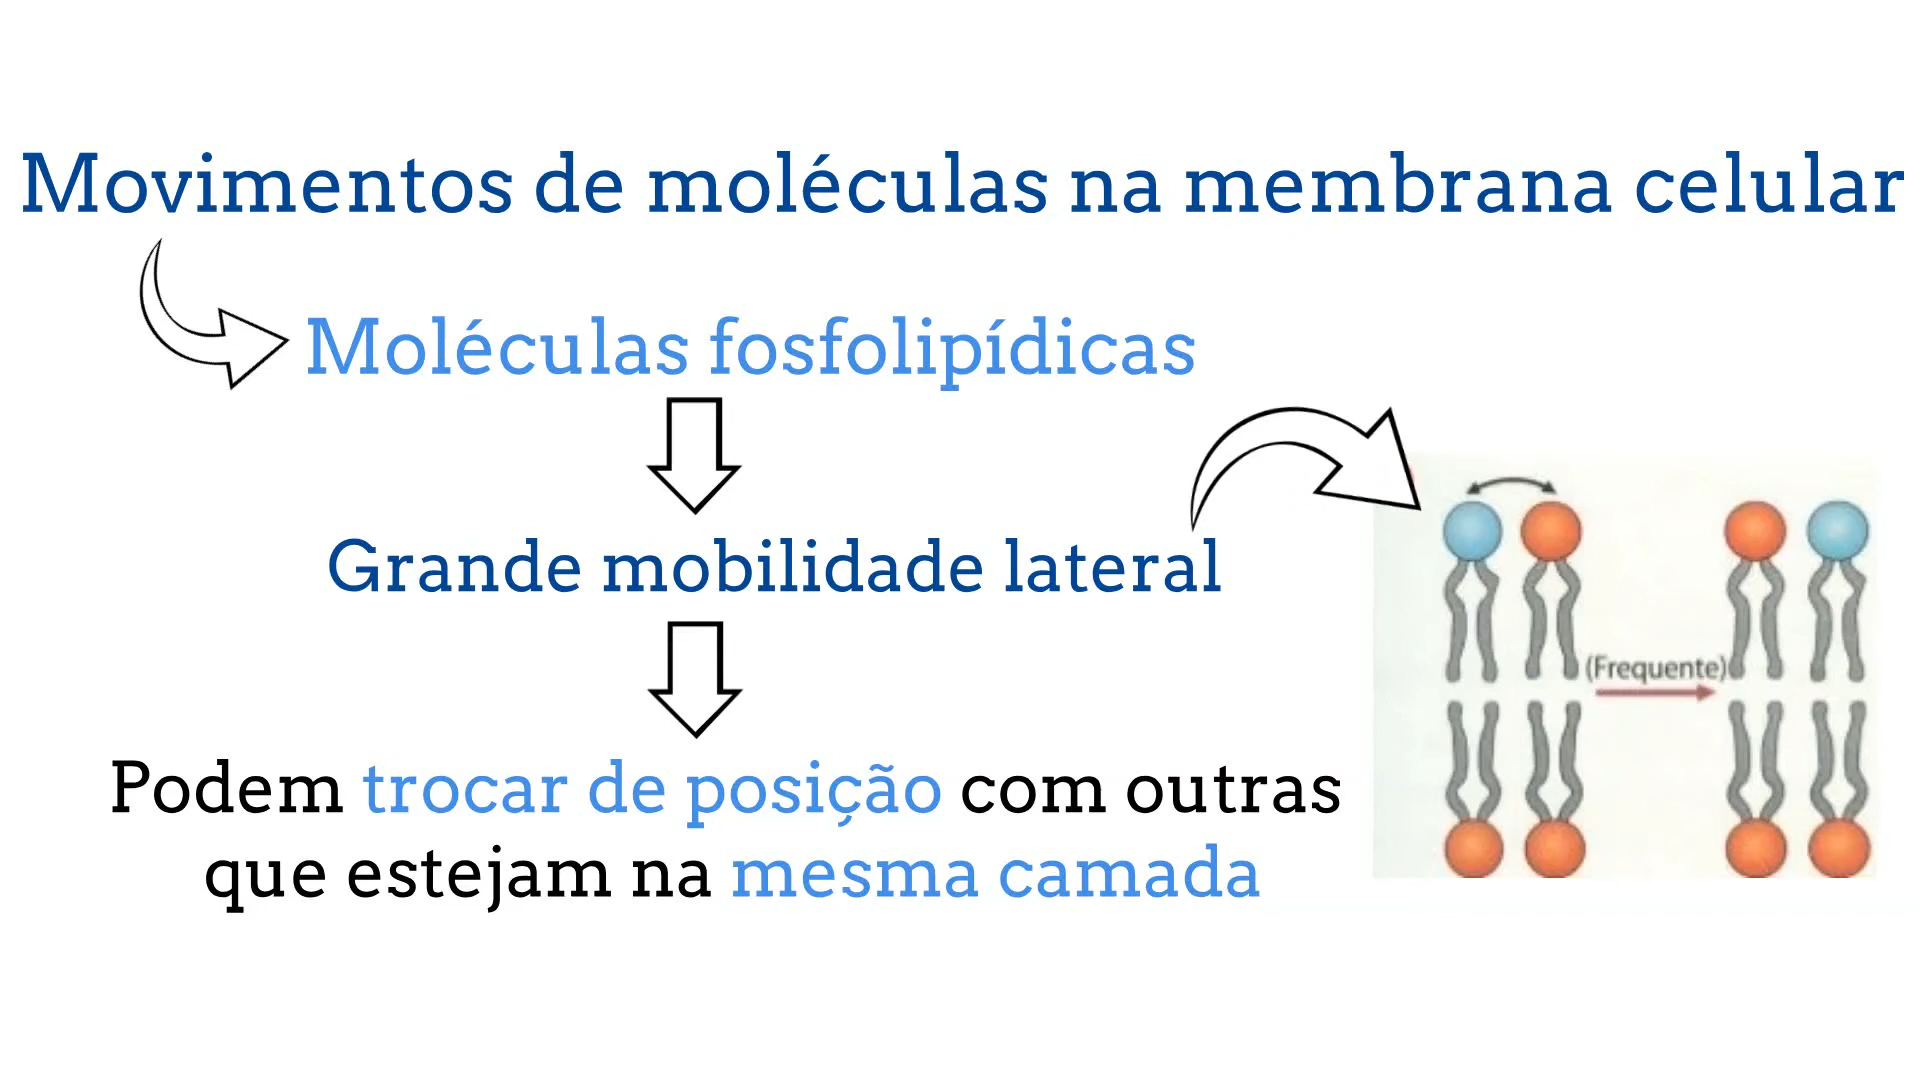 Movimentos de moléculas na membrana celular
Moléculas fosfolipídicas
Grande mobilidade lateral
(Frequente)
Podem trocar de posição com outras
que estejam na mesma camada